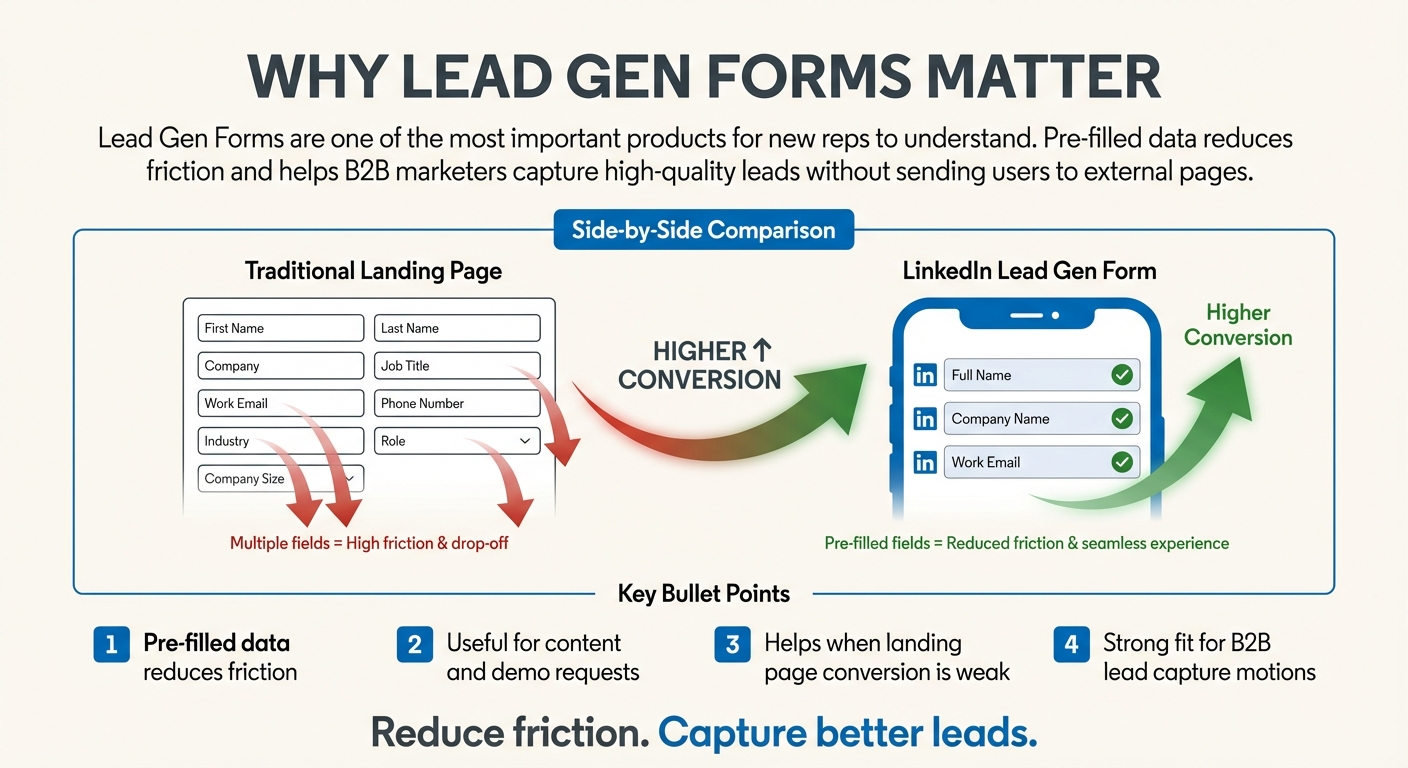 WHY LEAD GEN FORMS MATTER
Lead Gen Forms are one of the most important products for new reps to understand. Pre-filled data reduces
friction and helps B2B marketers capture high-quality leads without sending users to external pages.
Side-by-Side Comparison
Traditional Landing Page
First Name
Last Name
Company
Job Title
Work Email
Phone Number
Industry
Role
Company Size
Multiple fields = High friction & drop-off
HIGHER ↑
CONVERSION
LinkedIn Lead Gen Form
in Full Name
in Company Name
in Work Email
Higher
Conversion
Pre-filled fields = Reduced friction & seamless experience
Key Bullet Points
1 Pre-filled data
reduces friction
2 Useful for content
and demo requests
3 Helps when landing
page conversion is weak
4 Strong fit for B2B
lead capture motions
Reduce friction. Capture better leads.